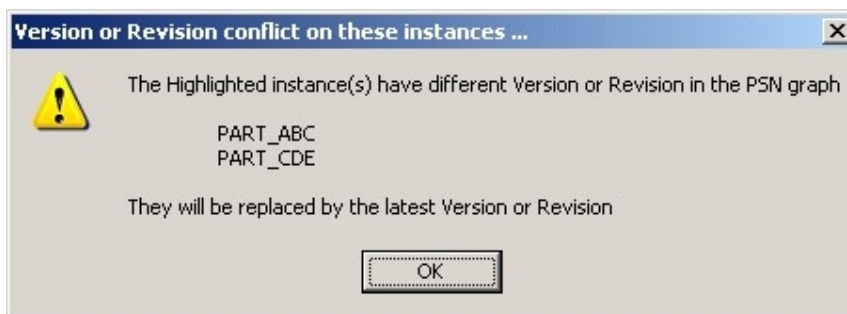 Version or Revision conflict on these instances ...
The Highlighted instance(s) have different Version or Revision in the PSN graph
PART_ABC
PART_CDE
They will be replaced by the latest Version or Revision
OK